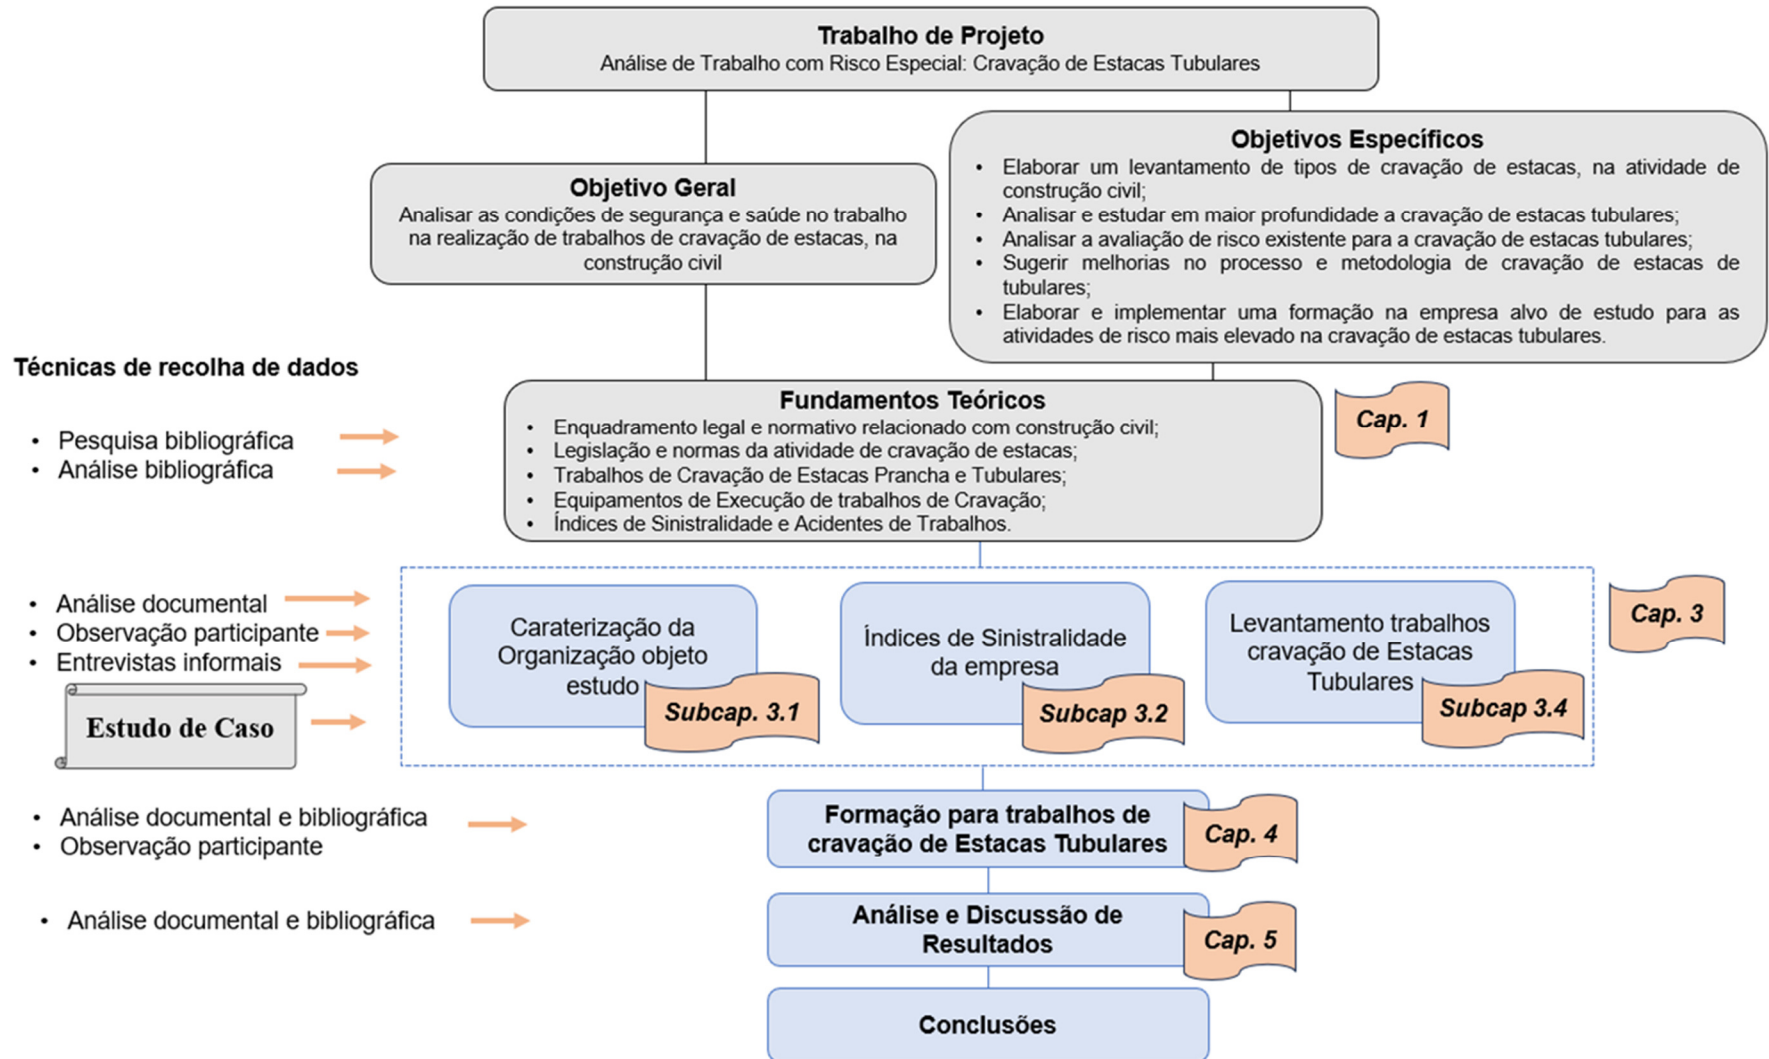 Trabalho de Projeto
Análise de Trabalho com Risco Especial: Cravação de Estacas Tubulares
Objetivo Geral
Analisar as condições de segurança e saúde no trabalho
na realização de trabalhos de cravação de estacas, na
construção civil
Objetivos Específicos
• Elaborar um levantamento de tipos de cravação de estacas, na atividade de
construção civil;
• Analisar e estudar em maior profundidade a cravação de estacas tubulares;
• Analisar a avaliação de risco existente para a cravação de estacas tubulares;
• Sugerir melhorias no processo e metodologia de cravação de estacas de
tubulares;
• Elaborar e implementar uma formação na empresa alvo de estudo para as
atividades de risco mais elevado na cravação de estacas tubulares.
Técnicas de recolha de dados
• Pesquisa bibliográfica
• Análise bibliográfica
Fundamentos Teóricos
• Enquadramento legal e normativo relacionado com construção civil;
• Legislação e normas da atividade de cravação de estacas;
• Trabalhos de Cravação de Estacas Prancha e Tubulares;
• Equipamentos de Execução de trabalhos de Cravação;
• Índices de Sinistralidade e Acidentes de Trabalhos.
Cap. 1
• Análise documental
• Observação participante
• Entrevistas informais
Estudo de Caso
Caraterização da
Organização objeto
estudo
Subcap. 3.1
Índices de Sinistralidade
da empresa
Subcap 3.2
Levantamento trabalhos
cravação de Estacas
Tubulares
Subcap 3.4
Cap. 3
• Análise documental e bibliográfica
• Observação participante
Formação para trabalhos de
cravação de Estacas Tubulares
Cap. 4
• Análise documental e bibliográfica
Análise e Discussão de
Resultados
Cap. 5
Conclusões